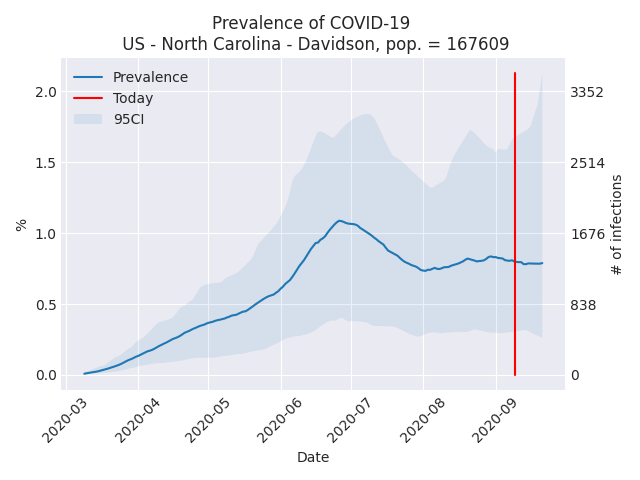 Prevalence of COVID-19
US - North Carolina - Davidson, pop. = 167609
Prevalence
Today
95CI
%
2.0
1.5
1.0
0.5
0.0
3352
2514
1676
838
0
# of infections
2020-03
2020-04
2020-05
2020-06
2020-07
2020-08
2020-09
Date